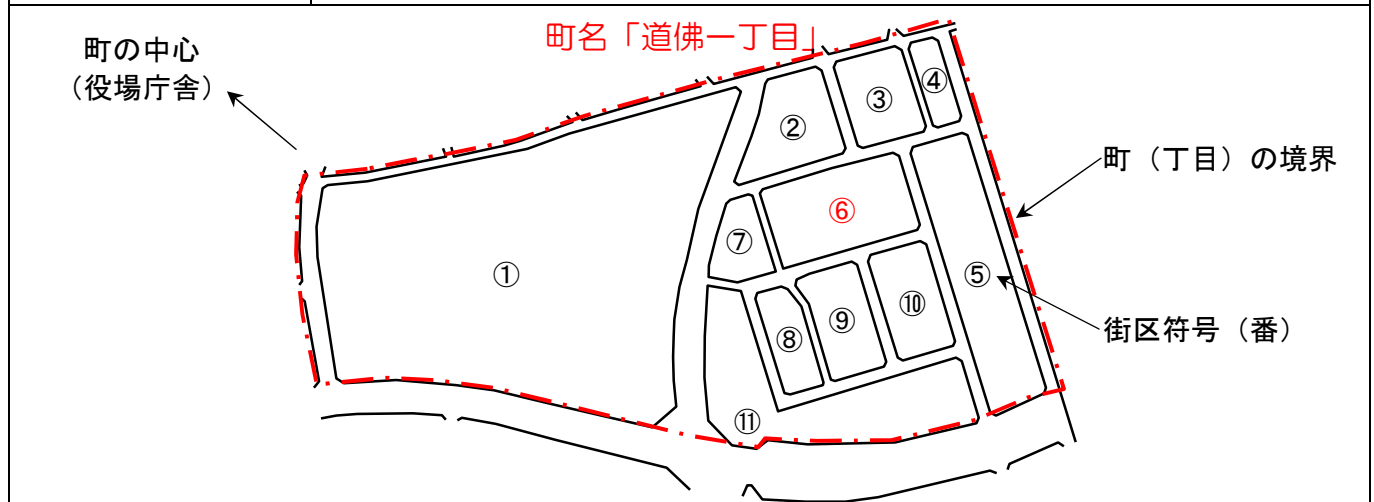 町名「道佛一丁目」
町の中心
（役場庁舎）
④
③
②
町（丁目）の境界
⑥
⑦
①
⑤
⑩
⑨
⑧
街区符号（番）
⑪